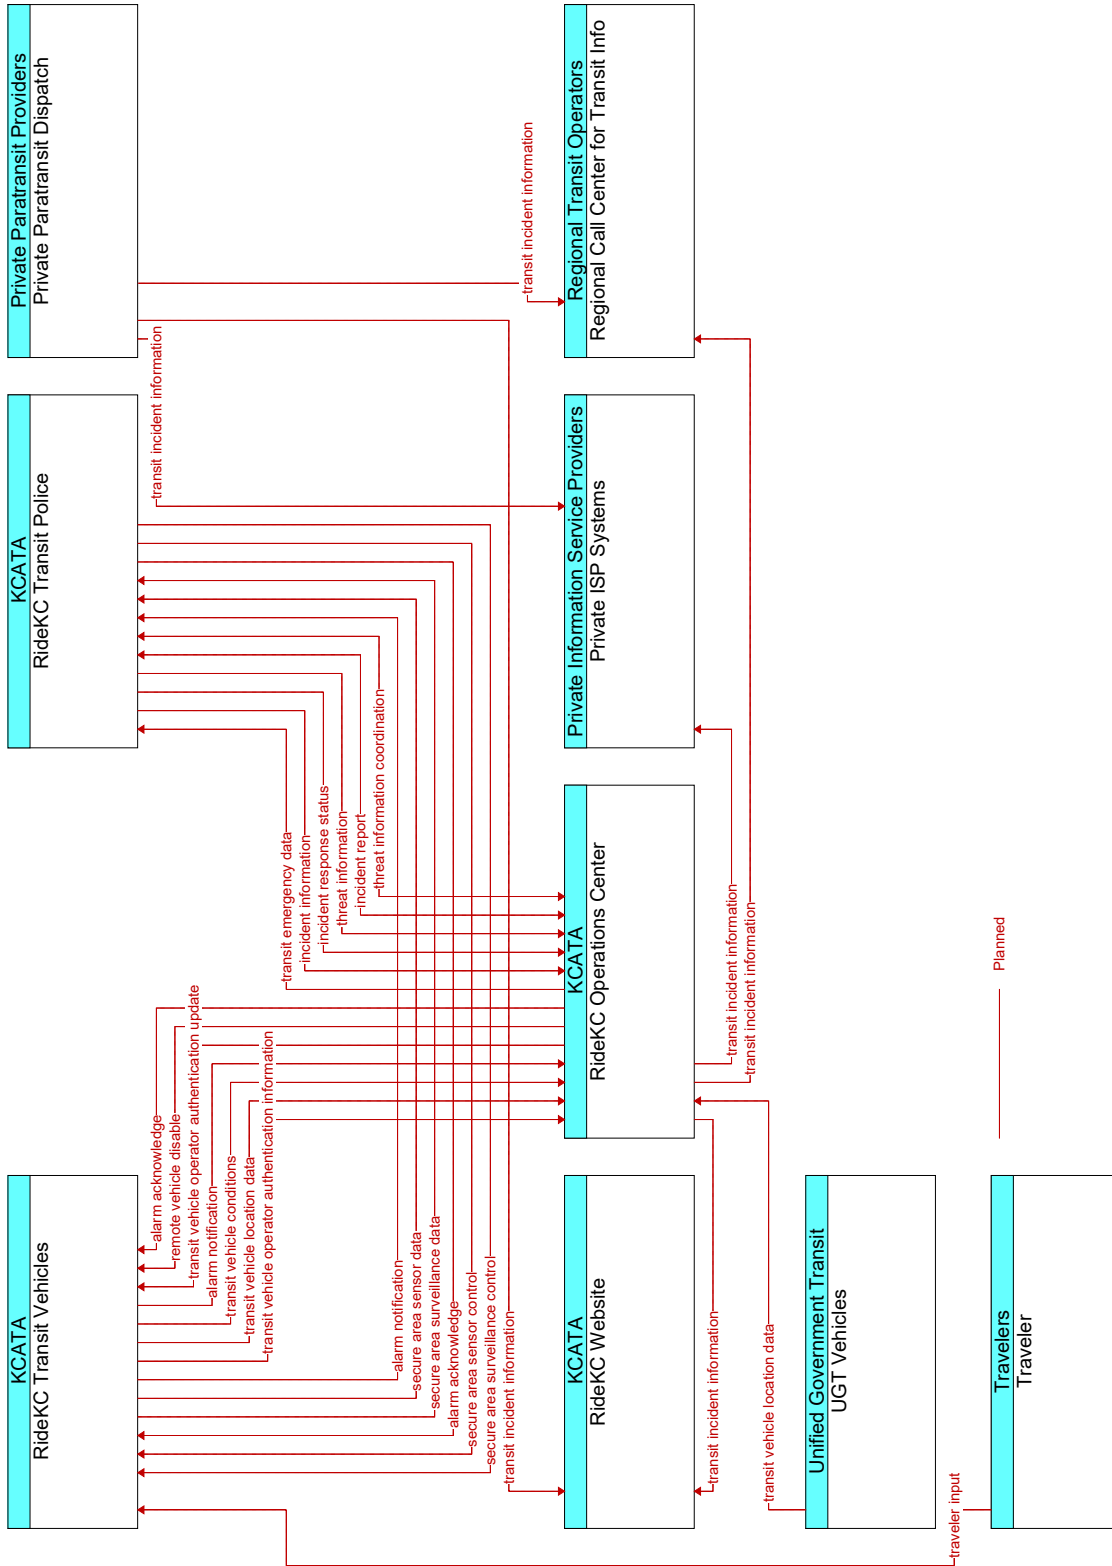 KCATA
RideKC Transit Vehicles
KCATA
RideKC Transit Police
Private Paratransit Providers
Private Paratransit Dispatch
alarm acknowledge
remote vehicle disable
transit vehicle operator authentication update
alarm notification
transit vehicle conditions
transit vehicle location data
transit vehicle operator authentication information
transit emergency data
incident information
incident response status
threat information
incident report
threat information coordination
alarm notification
secure area sensor data
secure area surveillance data
alarm acknowledge
secure area sensor control
secure area surveillance control
transit incident information
transit incident information
transit incident information
KCATA
RideKC Website
KCATA
RideKC Operations Center
Private Information Service Providers
Private ISP Systems
Regional Transit Operators
Regional Call Center for Transit Info
transit incident information
transit incident information
transit incident information
transit vehicle location data
Unified Government Transit
UGT Vehicles
traveler input
Travelers
Traveler
Planned